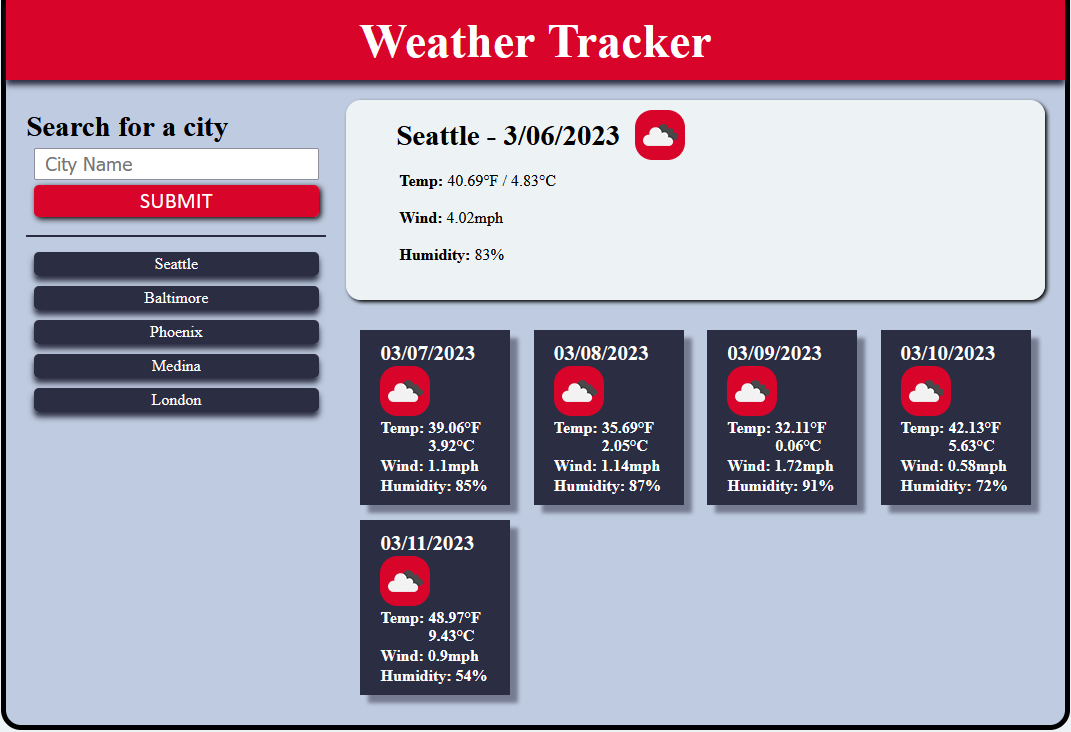 Weather Tracker
Search for a city
City Name
SUBMIT
Seattle
Baltimore
Phoenix
Medina
London
Seattle - 3/06/2023
Temp: 40.69°F / 4.83°C
Wind: 4.02mph
Humidity: 83%
03/07/2023
Temp: 39.06°F
3.92°C
Wind: 1.1mph
Humidity: 85%
03/08/2023
Temp: 35.69°F
2.05°C
Wind: 1.14mph
Humidity: 87%
03/09/2023
Temp: 32.11°F
0.06°C
Wind: 1.72mph
Humidity: 91%
03/10/2023
Temp: 42.13°F
5.63°C
Wind: 0.58mph
Humidity: 72%
03/11/2023
Temp: 48.97°F
9.43°C
Wind: 0.9mph
Humidity: 54%